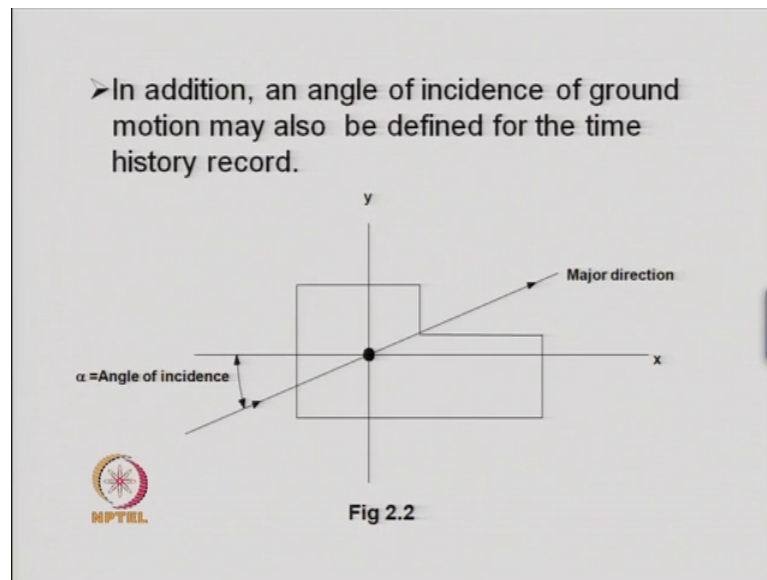 ➢In addition, an angle of incidence of ground
motion may also be defined for the time
history record.
y
Major direction
x
α =Angle of incidence
NPTEL
Fig 2.2